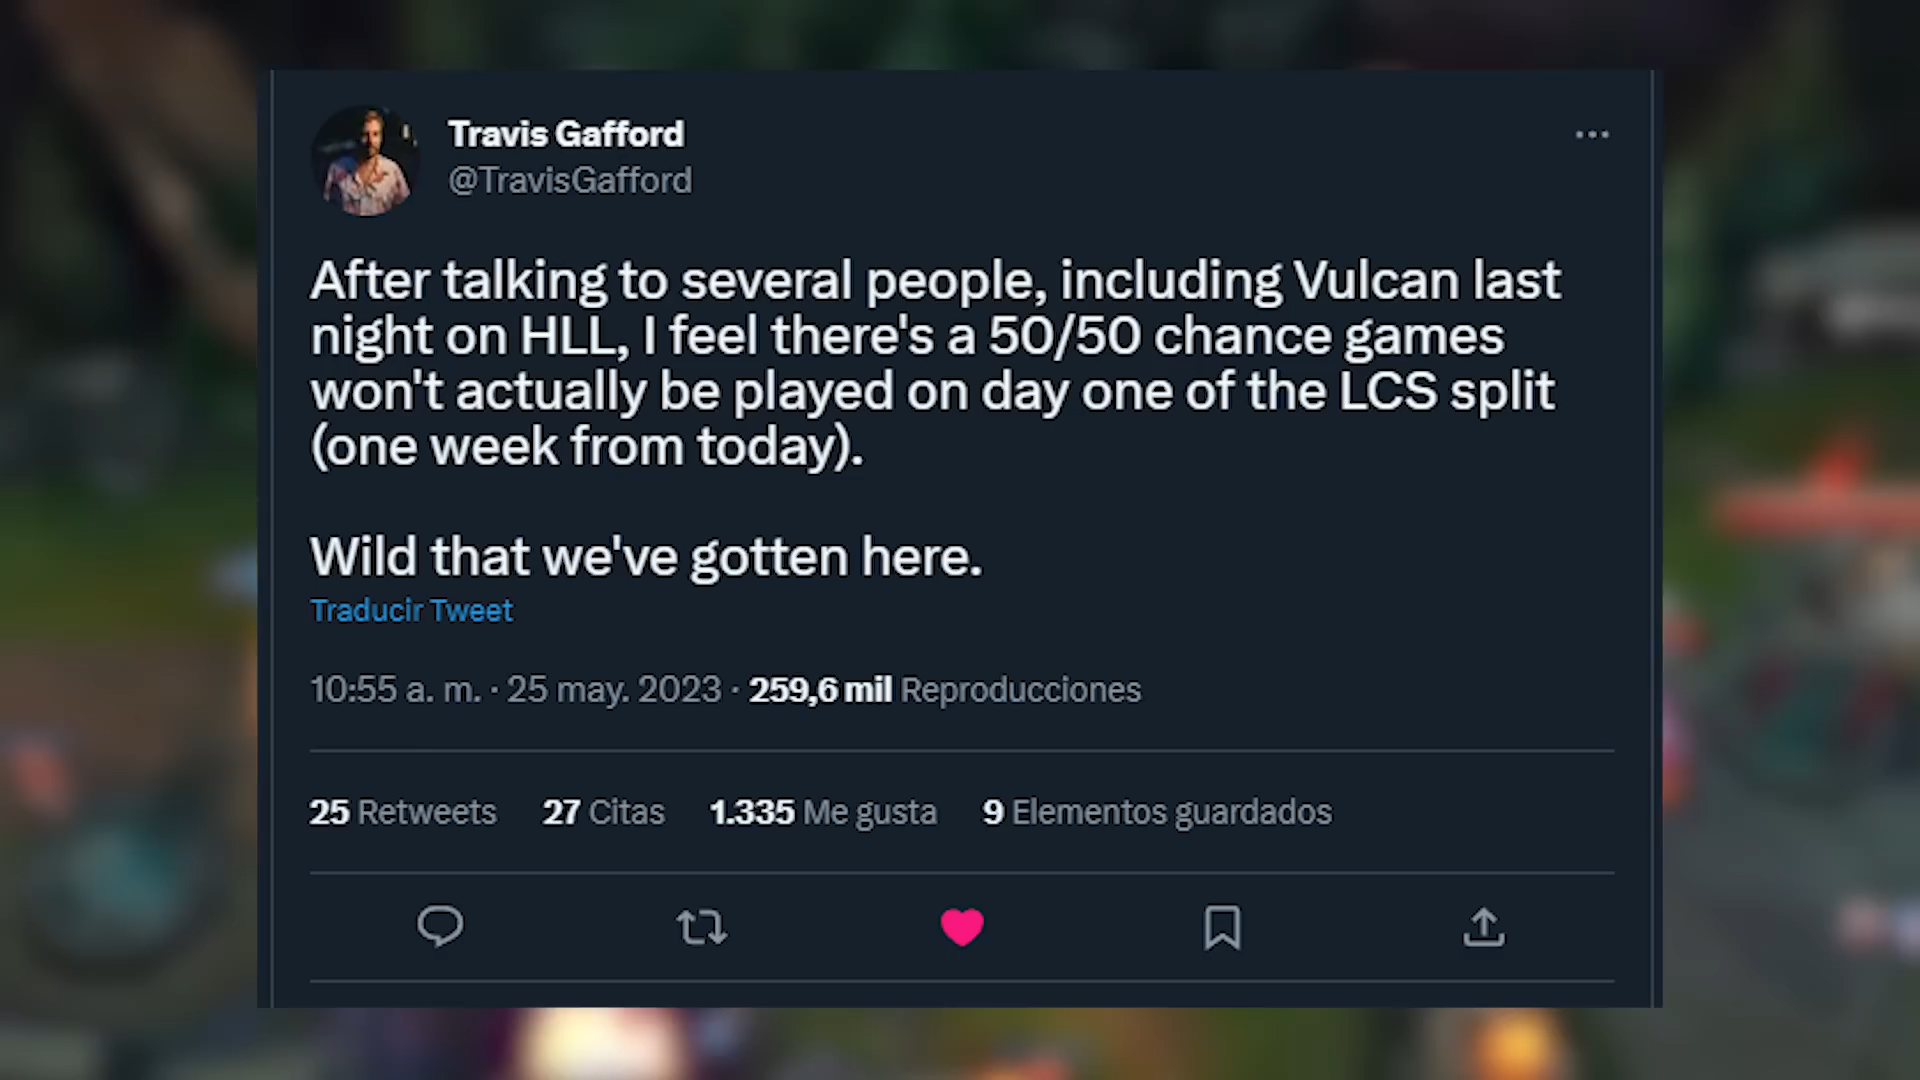 Travis Gafford
@TravisGafford
After talking to several people, including Vulcan last
night on HLL, I feel there's a 50/50 chance games
won't actually be played on day one of the LCS split
(one week from today).
Wild that we've gotten here.
Traducir Tweet
10:55 a. m. · 25 may. 2023 · 259,6 mil Reproducciones
25 Retweets 27 Citas 1.335 Me gusta 9 Elementos guardados